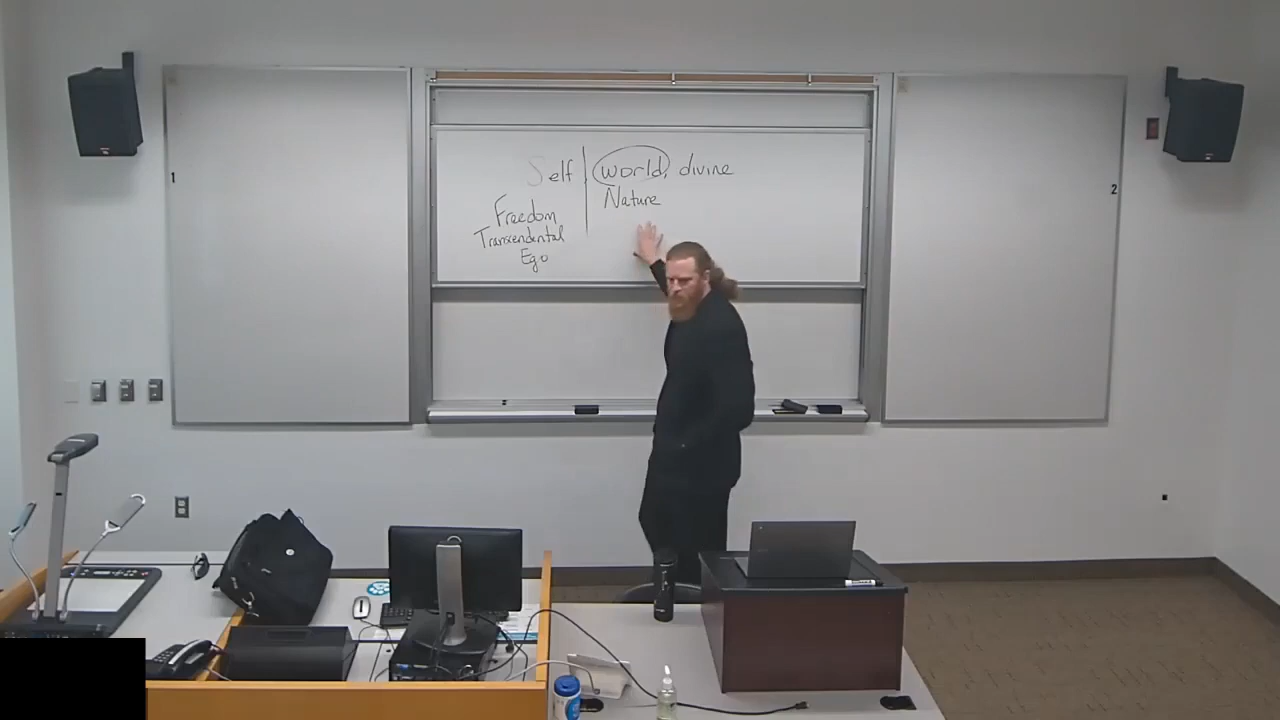 Self | world, divine
Nature
Freedom
Transcendental
Ego
1
2